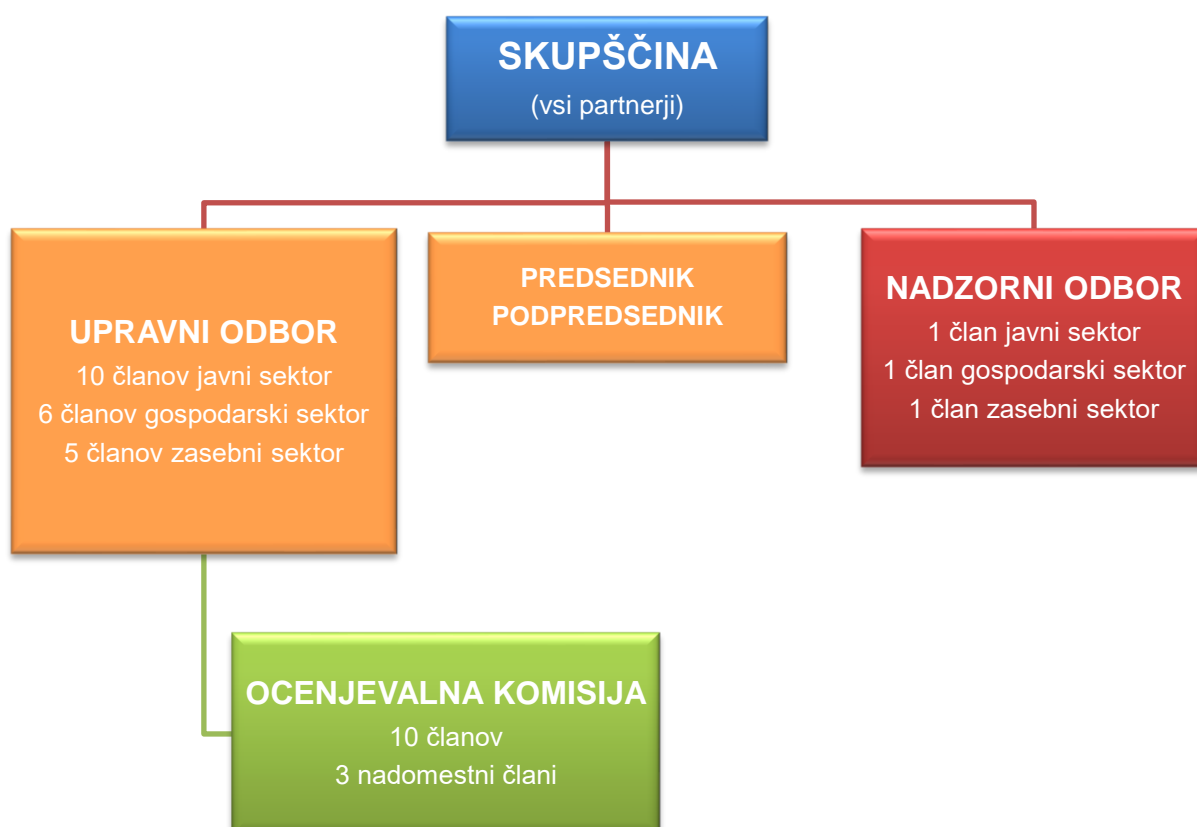 SKUPŠČINA
(vsi partnerji)
UPRAVNI ODBOR
10 članov javni sektor
6 članov gospodarski sektor
5 članov zasebni sektor
PREDSEDNIK
PODPREDSEDNIK
NADZORNI ODBOR
1 član javni sektor
1 član gospodarski sektor
1 član zasebni sektor
OCENJEVALNA KOMISIJA
10 članov
3 nadomestni člani